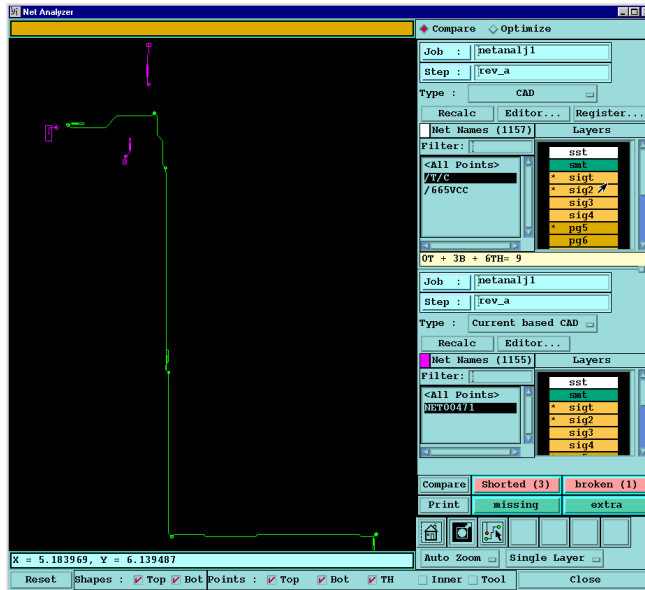 Net Analyzer
Compare Optimize
Job : netanalj1
Step : rev_a
Type : CAD
Recalc Editor... Register...
Net Names (1157) Layers
Filter:
<All Points>
/T/C
/665VCC
sst
smt
* sigt
* sig2
sig3
sig4
* pg5
pg6
0T + 3B + 6TH= 9
Job : netanalj1
Step : rev_a
Type : Current based CAD
Recalc Editor...
Net Names (1155) Layers
Filter:
<All Points>
NET00471
sst
smt
* sigt
* sig2
sig3
sig4
Compare Shorted (3) broken (1)
Print missing extra
Auto Zoom Single Layer
X = 5.183969, Y = 6.139487
Reset Shapes : Top Bot Points : Top Bot TH Inner Tool Close